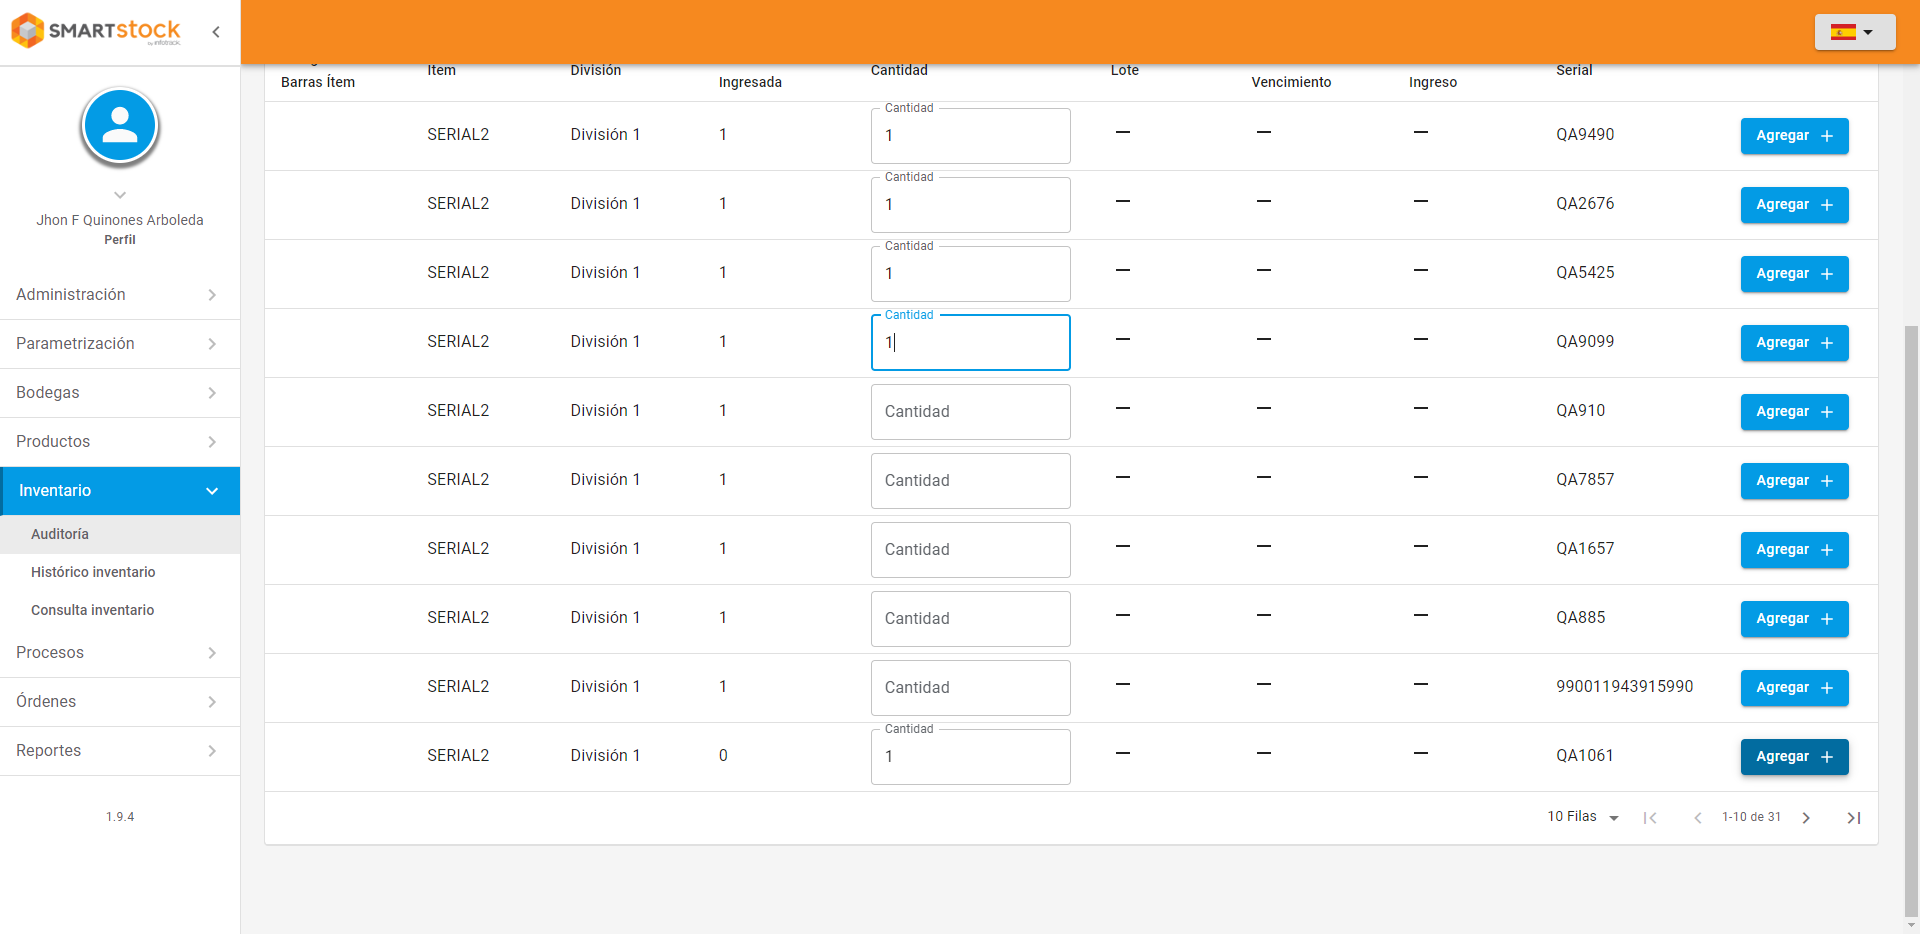 SMARTSTOCK
by infotrack
Jhon F Quinones Arboleda
Perfil
Administración
Parametrización
Bodegas
Productos
Inventario
Auditoría
Histórico inventario
Consulta inventario
Procesos
Órdenes
Reportes
1.9.4
Barras Ítem Item División Ingresada Cantidad Lote Vencimiento Ingreso Serial
Cantidad
SERIAL2 División 1 1 1 — — — QA9490 Agregar +
Cantidad
SERIAL2 División 1 1 1 — — — QA2676 Agregar +
Cantidad
SERIAL2 División 1 1 1 — — — QA5425 Agregar +
Cantidad
SERIAL2 División 1 1 1 — — — QA9099 Agregar +
SERIAL2 División 1 1 Cantidad — — — QA910 Agregar +
SERIAL2 División 1 1 Cantidad — — — QA7857 Agregar +
SERIAL2 División 1 1 Cantidad — — — QA1657 Agregar +
SERIAL2 División 1 1 Cantidad — — — QA885 Agregar +
SERIAL2 División 1 1 Cantidad — — — 990011943915990 Agregar +
Cantidad
SERIAL2 División 1 0 1 — — — QA1061 Agregar +
10 Filas 1-10 de 31